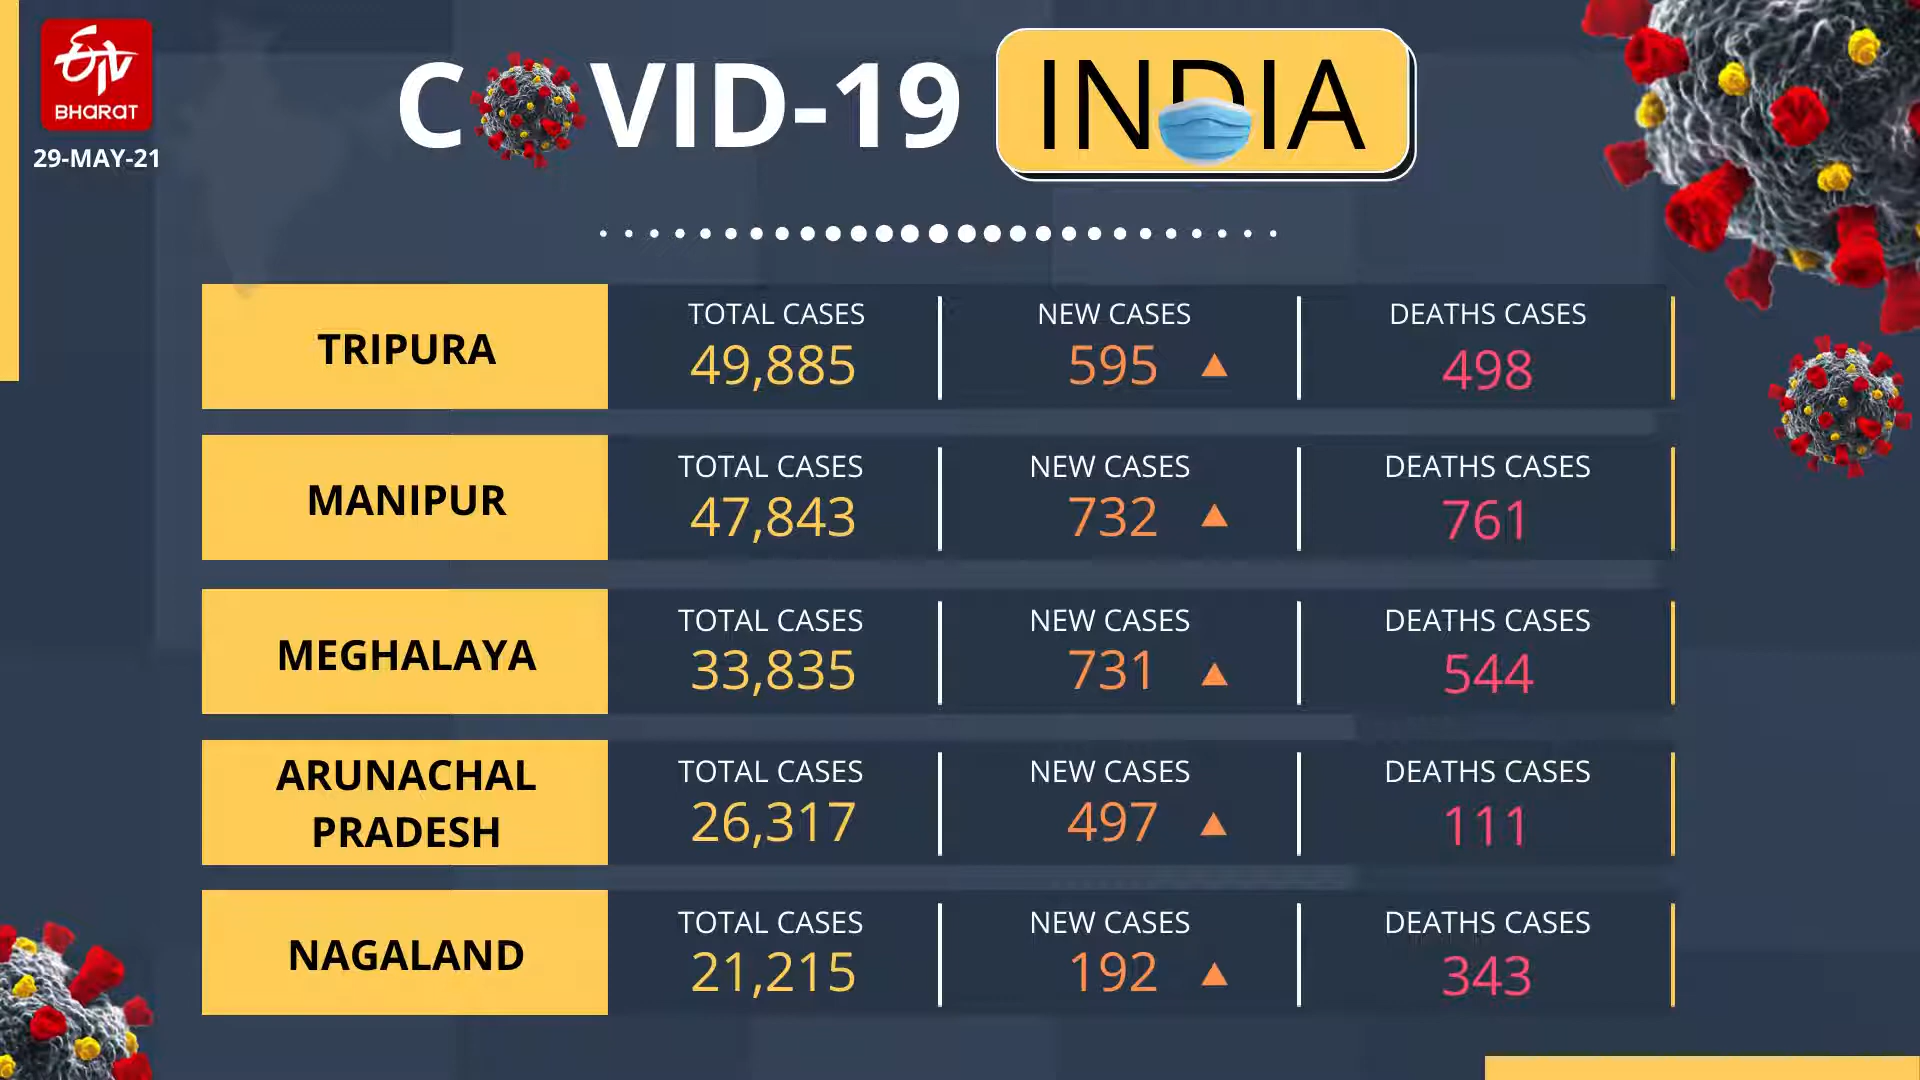 ETV
BHARAT
29-MAY-21
COVID-19 INDIA
TRIPURA
TOTAL CASES
49,885
NEW CASES
595 ▲
DEATHS CASES
498
MANIPUR
TOTAL CASES
47,843
NEW CASES
732 ▲
DEATHS CASES
761
MEGHALAYA
TOTAL CASES
33,835
NEW CASES
731 ▲
DEATHS CASES
544
ARUNACHAL
PRADESH
TOTAL CASES
26,317
NEW CASES
497 ▲
DEATHS CASES
111
NAGALAND
TOTAL CASES
21,215
NEW CASES
192 ▲
DEATHS CASES
343